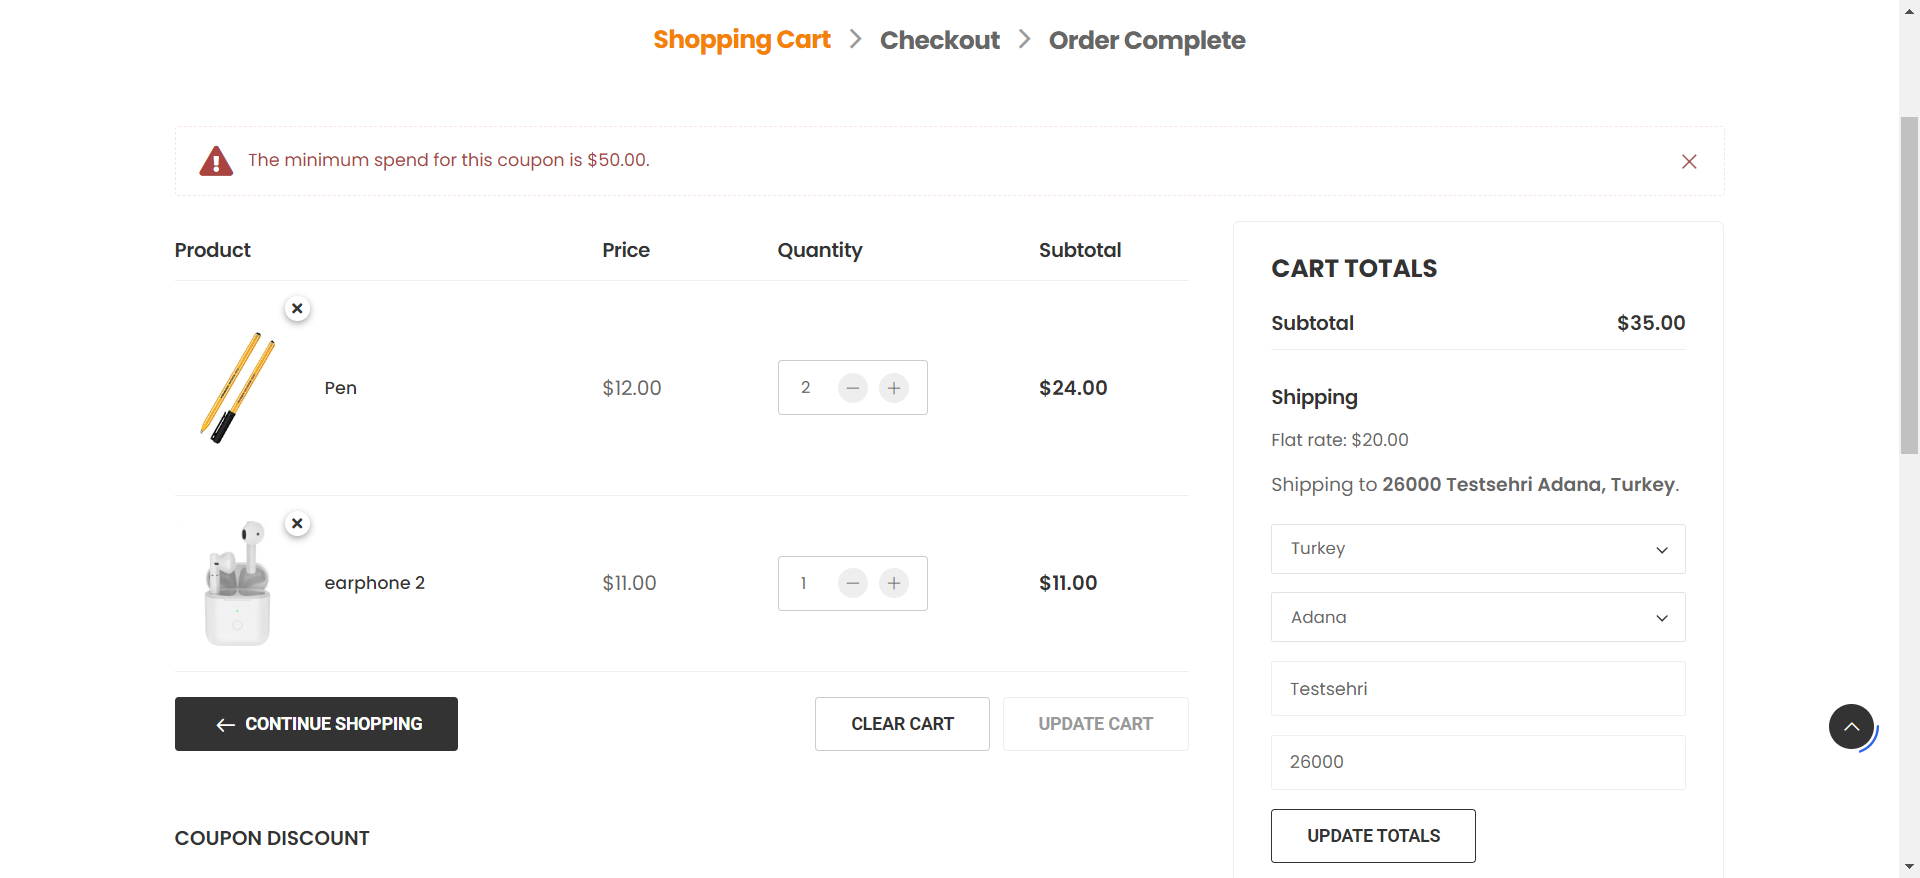 Shopping Cart > Checkout > Order Complete
The minimum spend for this coupon is $50.00.
Product Price Quantity Subtotal
Pen $12.00 2 $24.00
earphone 2 $11.00 1 $11.00
CONTINUE SHOPPING CLEAR CART UPDATE CART
COUPON DISCOUNT
CART TOTALS
Subtotal $35.00
Shipping
Flat rate: $20.00
Shipping to 26000 Testsehri Adana, Turkey.
Turkey
Adana
Testsehri
26000
UPDATE TOTALS